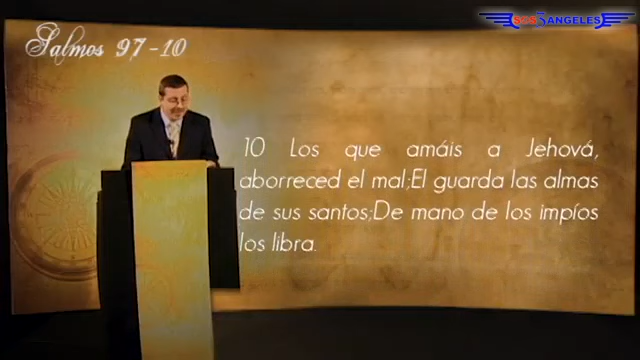 Salmos 97-10
SOS 3 ANGELES
10 Los que amáis a Jehová,
aborreced el mal;El guarda las almas
de sus santos;De mano de los impíos
los libra.